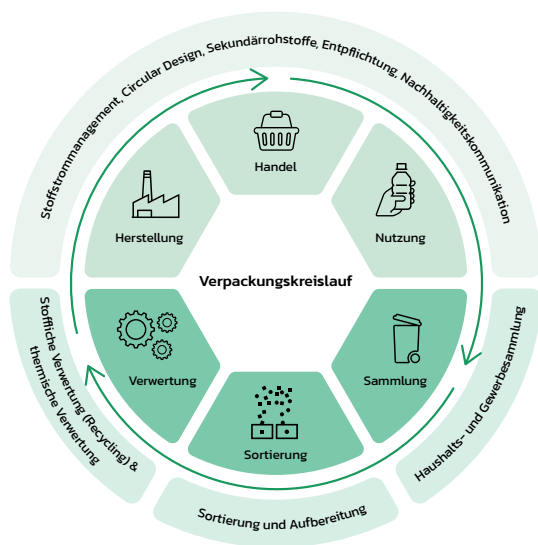 Stoffstrommanagement, Circular Design, Sekundärrohstoffe, Entpflichtung, Nachhaltigkeitskommunikation
Handel
Herstellung
Nutzung
Verpackungskreislauf
Verwertung
Sammlung
Sortierung
Stoffliche Verwertung (Recycling) &
thermische Verwertung
Haushalts- und Gewerbesammlung
Sortierung und Aufbereitung